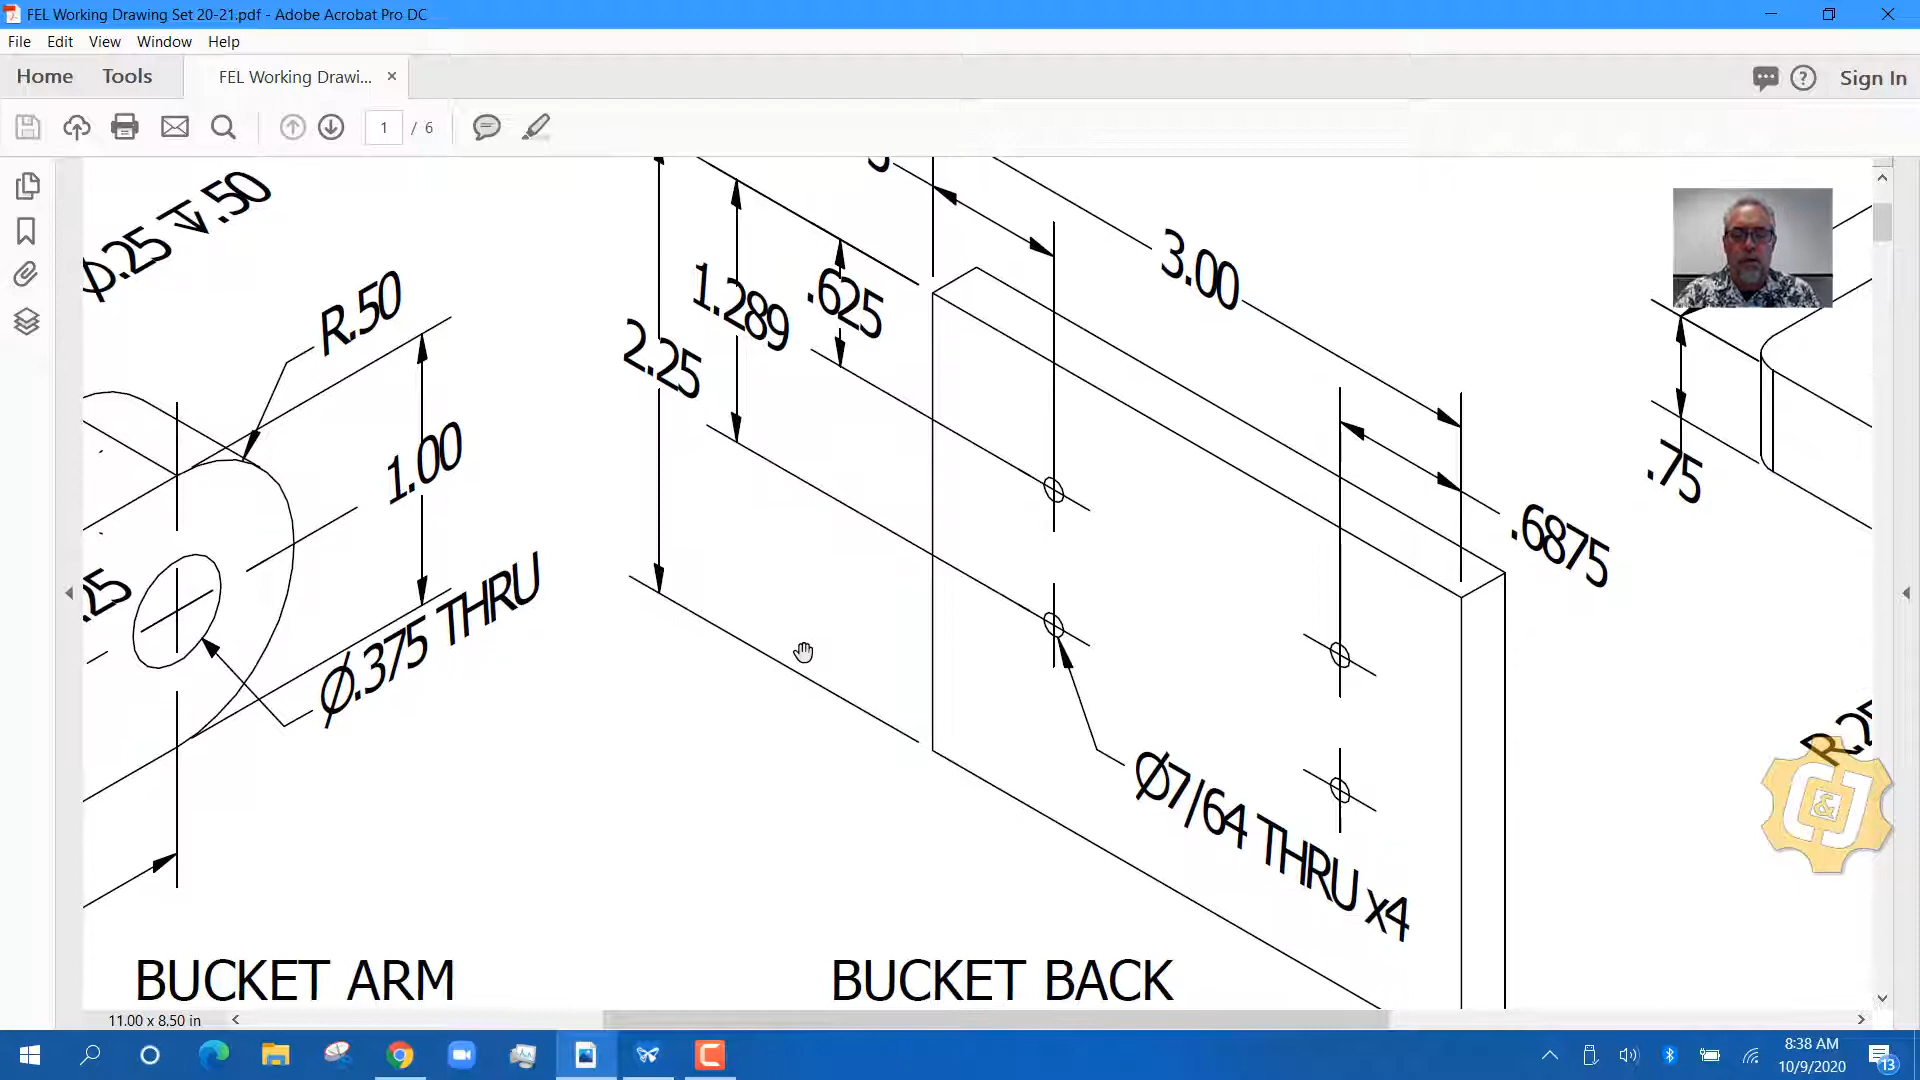 FEL Working Drawing Set 20-21.pdf - Adobe Acrobat Pro DC
File Edit View Window Help
Home Tools FEL Working Drawi... ×
? Sign In
1 / 6
Ø.25 ↧.50
R.50
1.00
Ø.375 THRU
BUCKET ARM
2.25
1.289
.625
3.00
.6875
Ø7/64 THRU x4
BUCKET BACK
.75
C&J
11.00 x 8.50 in
8:38 AM
10/9/2020
13